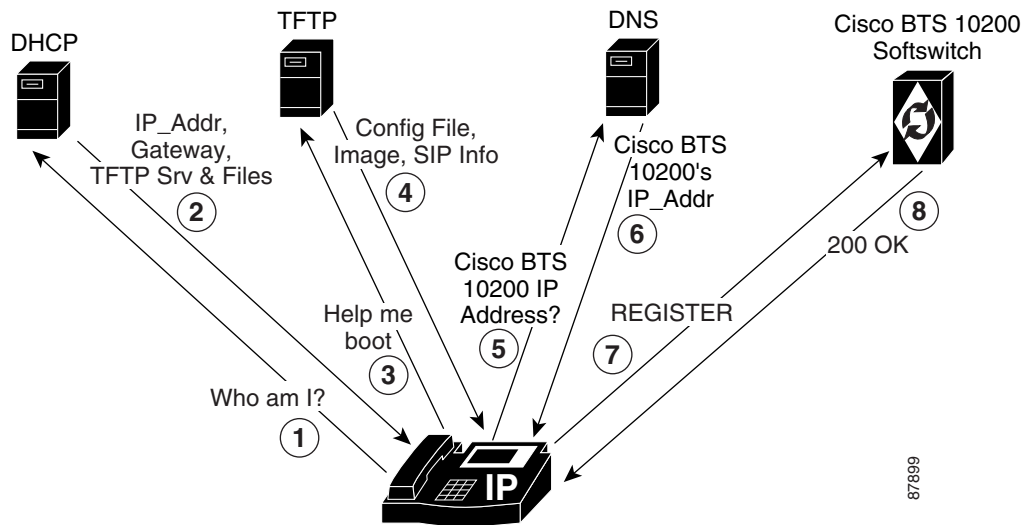 DHCP
TFTP
DNS
Cisco BTS 10200
Softswitch
IP_Addr,
Gateway,
TFTP Srv & Files
2
Config File,
Image, SIP Info
4
Cisco BTS
10200's
IP_Addr
6
8
200 OK
Cisco BTS
10200 IP
Address?
5
REGISTER
7
Help me
boot
3
Who am I?
1
IP
87899